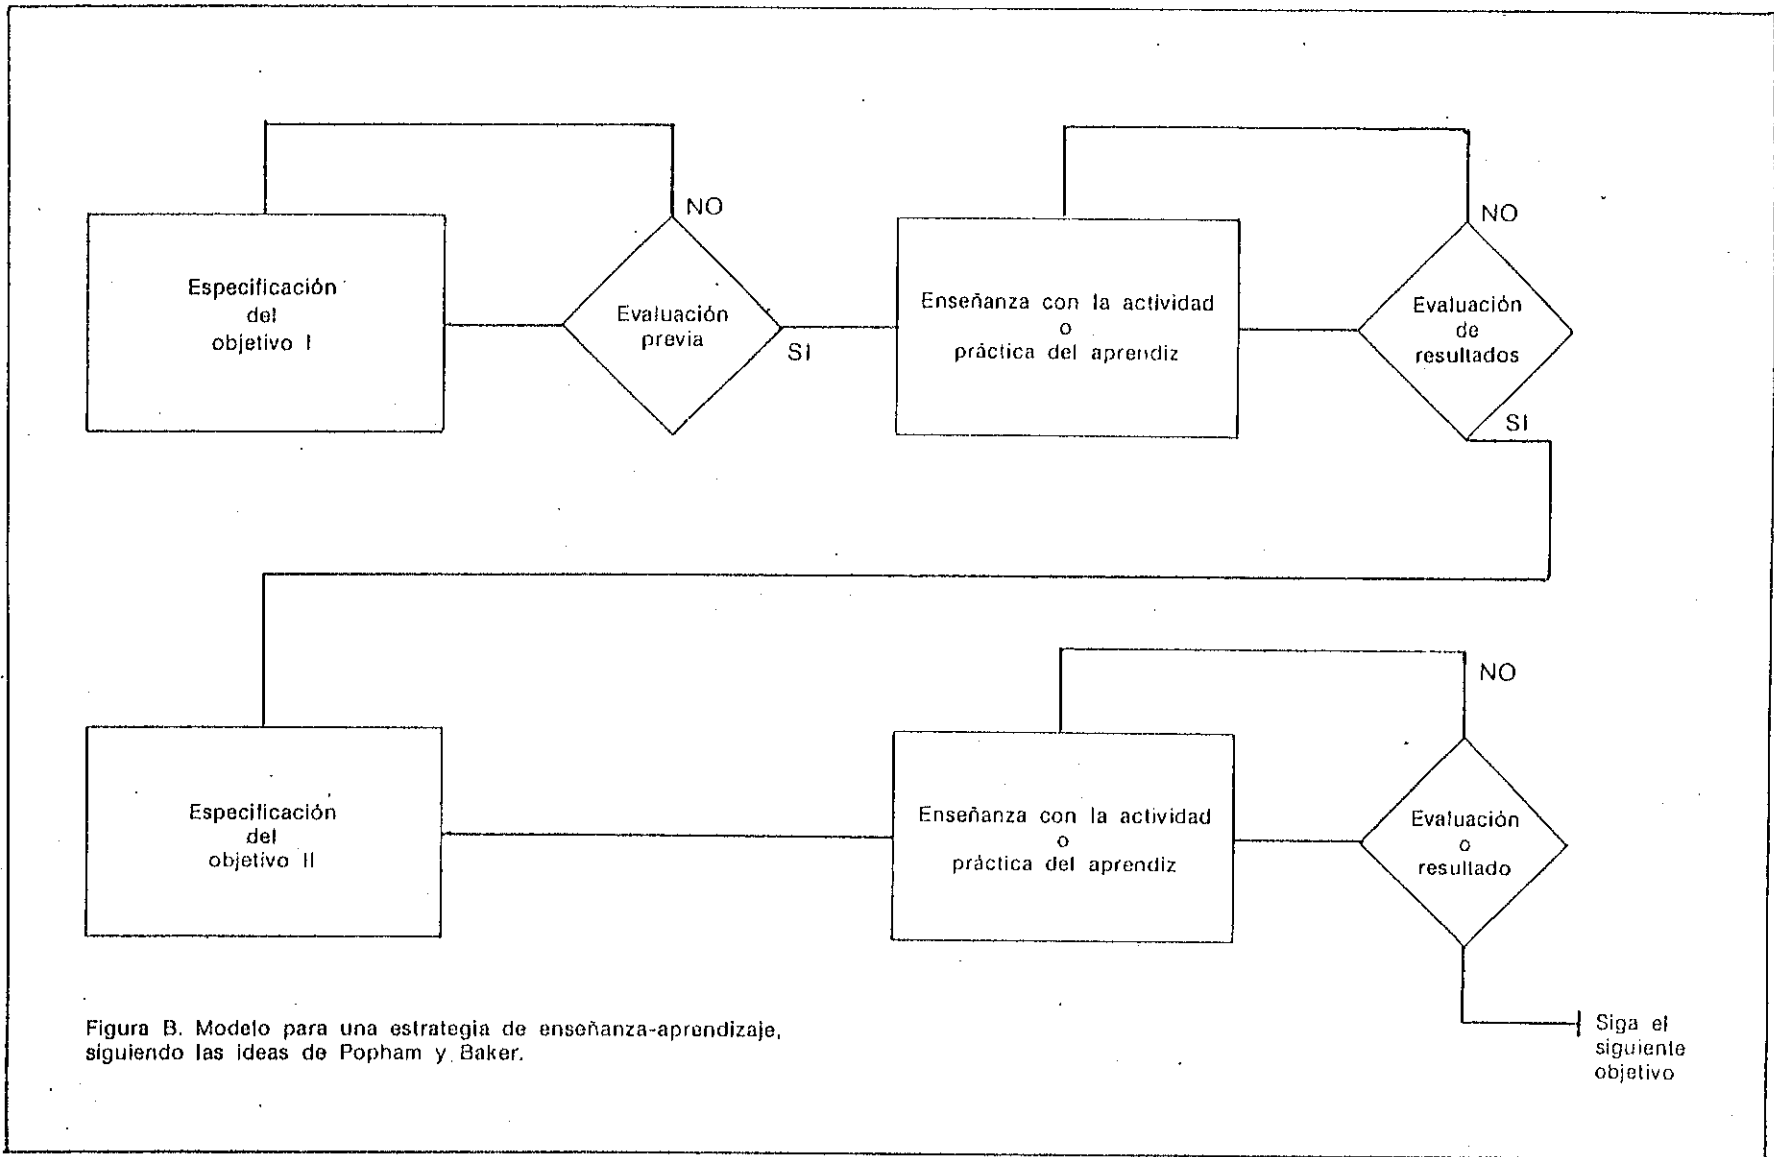 NO
Especificación
del
objetivo I
Evaluación
previa
SI
Enseñanza con la actividad
o
práctica del aprendiz
NO
Evaluación
de
resultados
SI
Especificación
del
objetivo II
Enseñanza con la actividad
o
práctica del aprendiz
NO
Evaluación
o
resultado
Siga el
siguiente
objetivo
Figura B. Modelo para una estrategia de enseñanza-aprendizaje,
siguiendo las ideas de Popham y Baker.